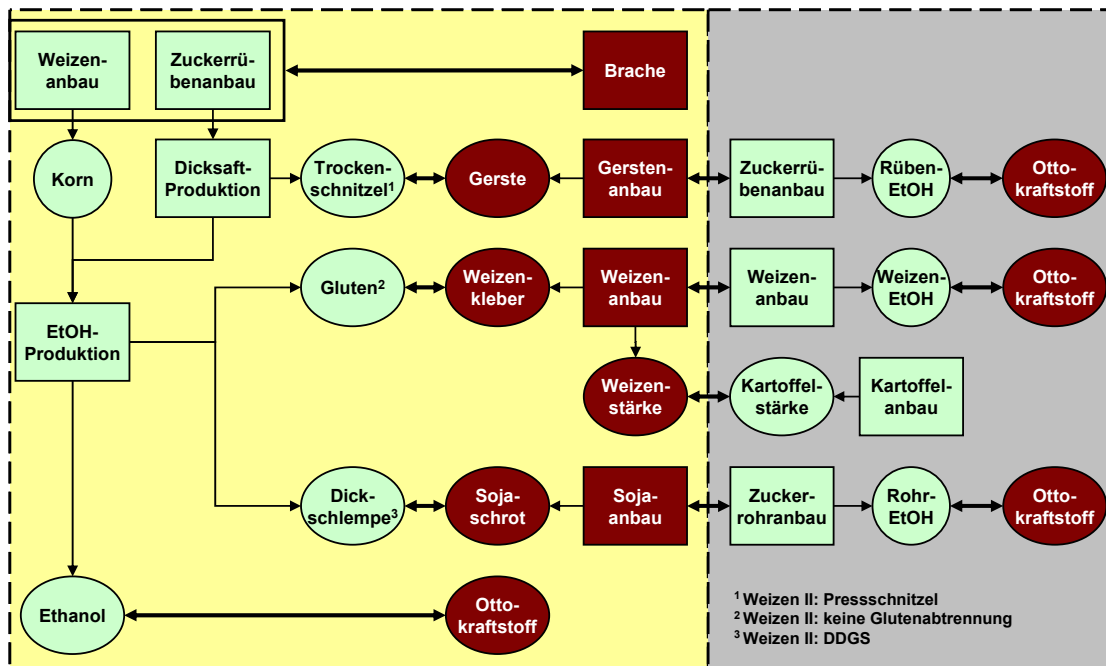 Weizen-
anbau
Zuckerrü-
benanbau
Brache
Korn
Dicksaft-
Produktion
Trocken-
schnitzel¹
Gerste
Gersten-
anbau
Zuckerrü-
benanbau
Rüben-
EtOH
Otto-
kraftstoff
Gluten²
Weizen-
kleber
Weizen-
anbau
Weizen-
anbau
Weizen-
EtOH
Otto-
kraftstoff
EtOH-
Produktion
Weizen-
stärke
Kartoffel-
stärke
Kartoffel-
anbau
Dick-
schlempe³
Soja-
schrot
Soja-
anbau
Zucker-
rohranbau
Rohr-
EtOH
Otto-
kraftstoff
Ethanol
Otto-
kraftstoff
¹ Weizen II: Pressschnitzel
² Weizen II: keine Glutenabtrennung
³ Weizen II: DDGS